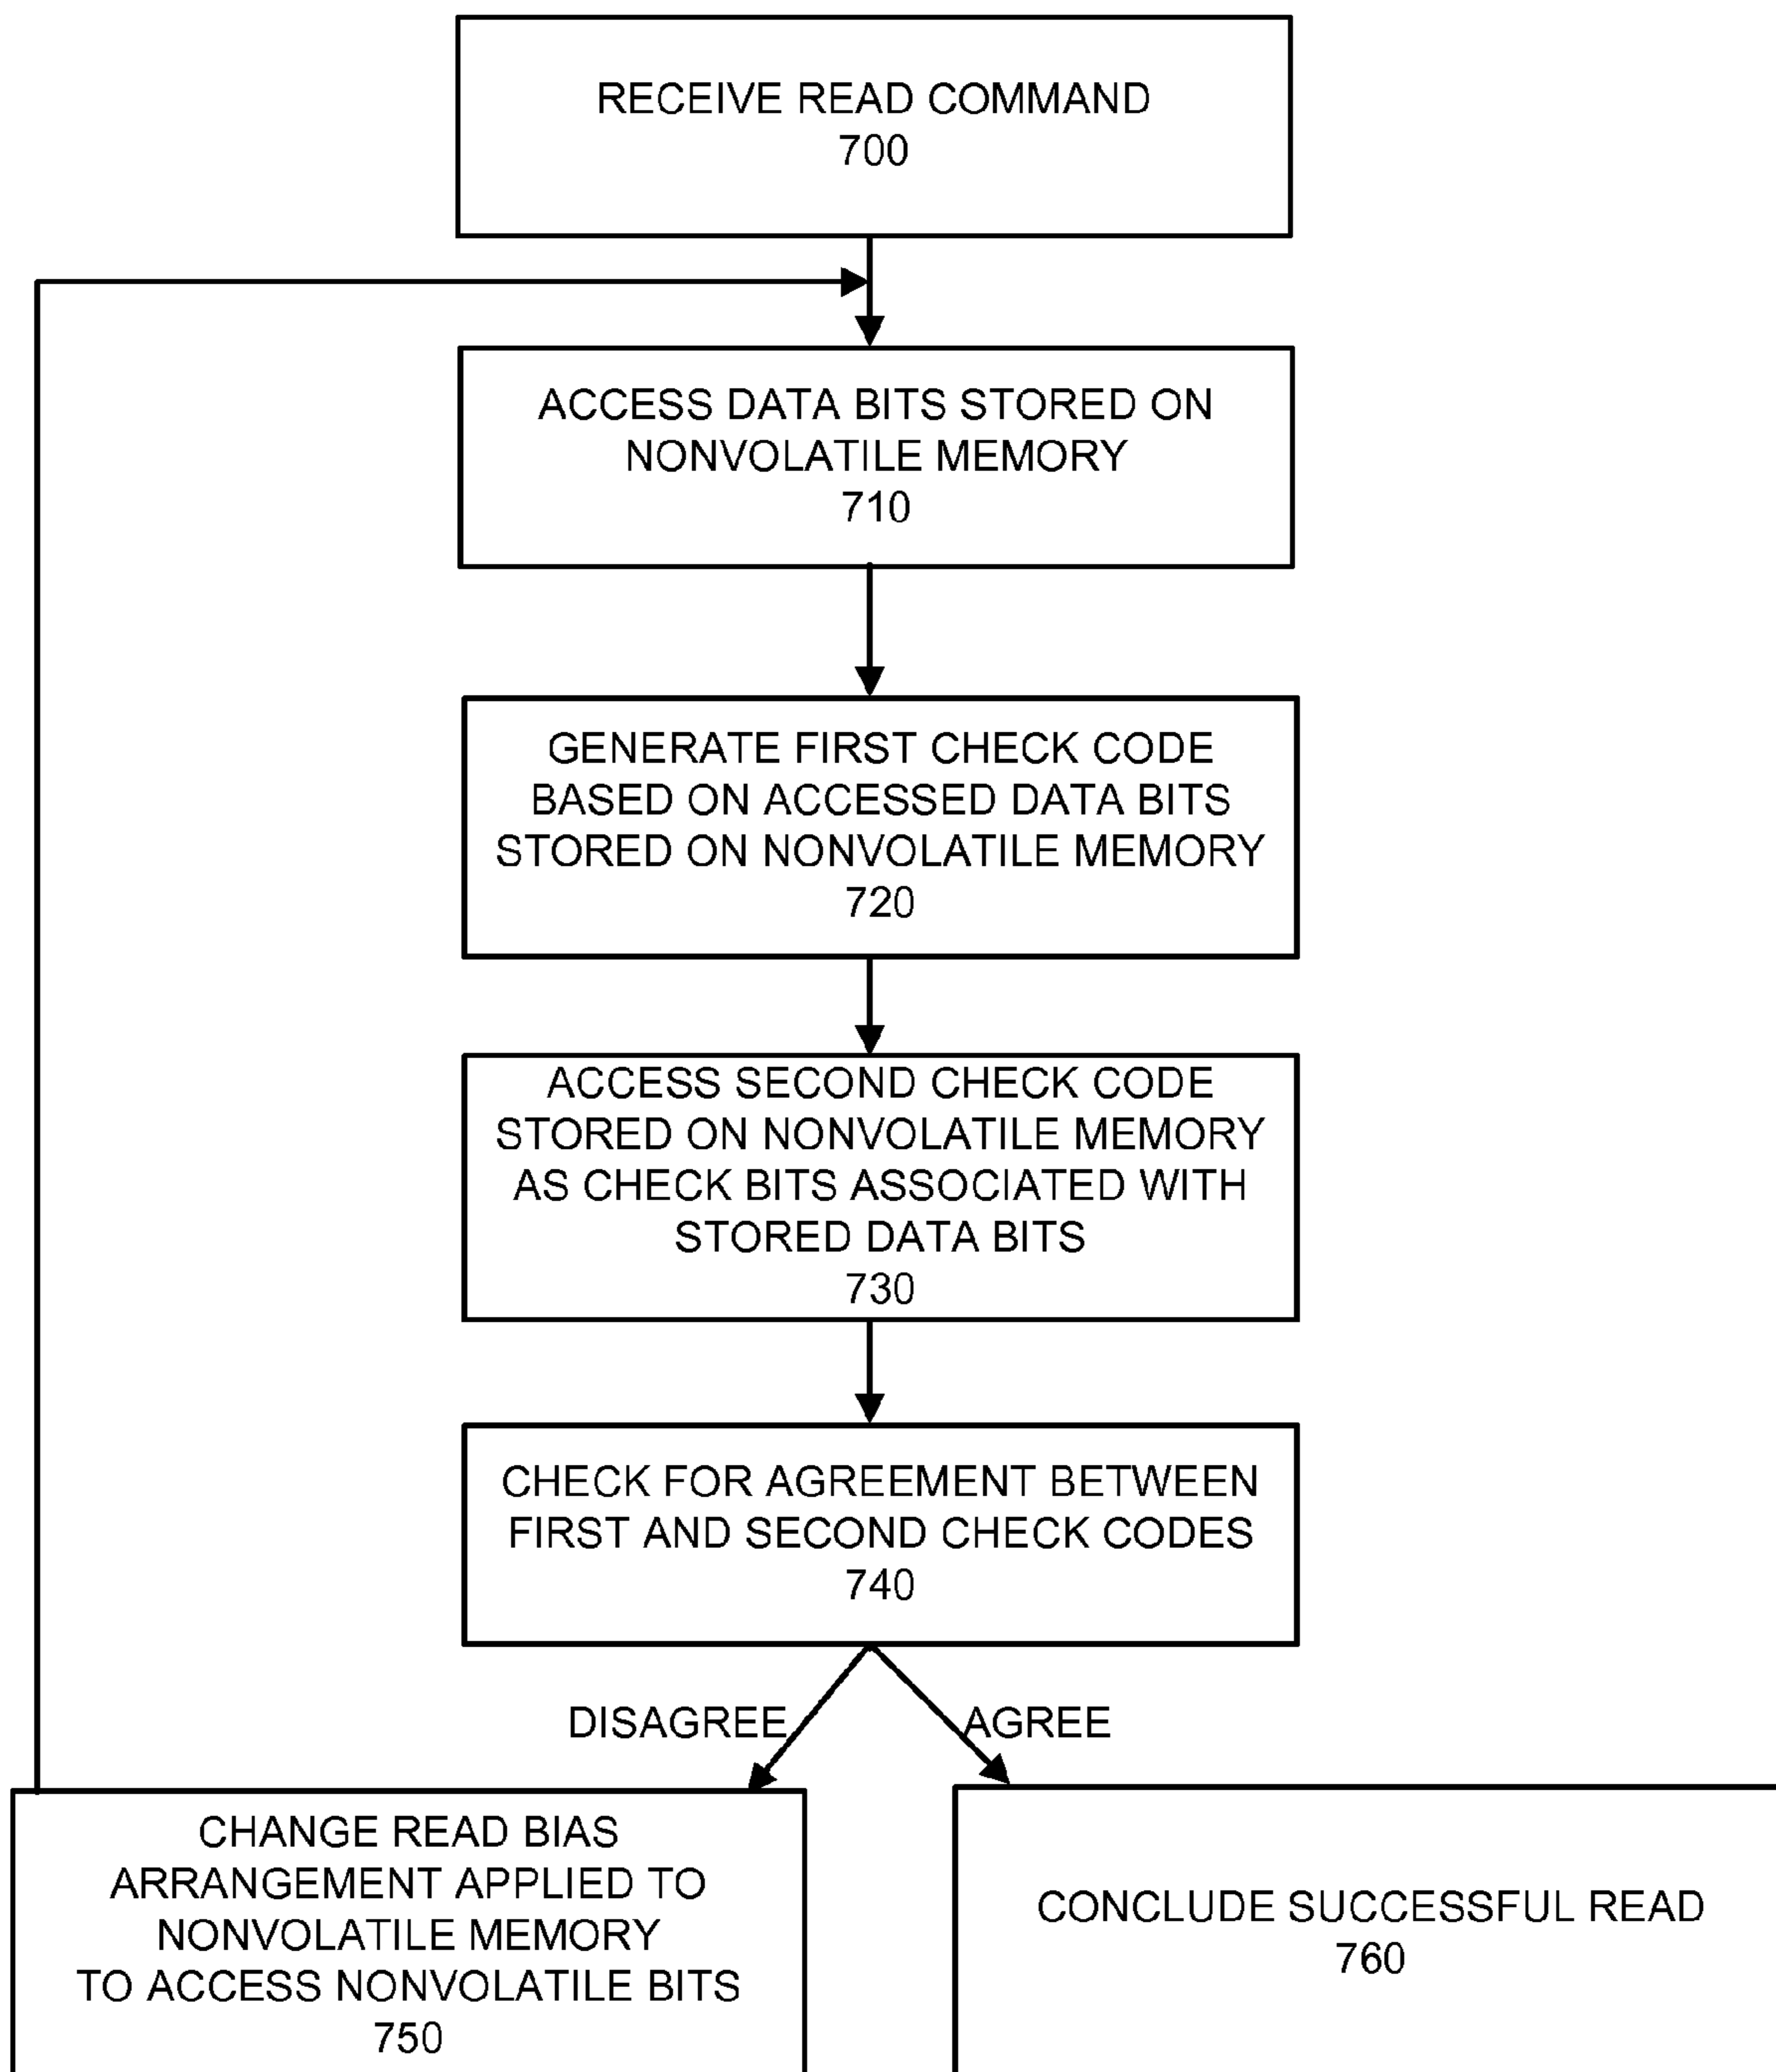 RECEIVE READ COMMAND
700
ACCESS DATA BITS STORED ON
NONVOLATILE MEMORY
710
GENERATE FIRST CHECK CODE
BASED ON ACCESSED DATA BITS
STORED ON NONVOLATILE MEMORY
720
ACCESS SECOND CHECK CODE
STORED ON NONVOLATILE MEMORY
AS CHECK BITS ASSOCIATED WITH
STORED DATA BITS
730
CHECK FOR AGREEMENT BETWEEN
FIRST AND SECOND CHECK CODES
740
DISAGREE
AGREE
CHANGE READ BIAS
ARRANGEMENT APPLIED TO
NONVOLATILE MEMORY
TO ACCESS NONVOLATILE BITS
750
CONCLUDE SUCCESSFUL READ
760